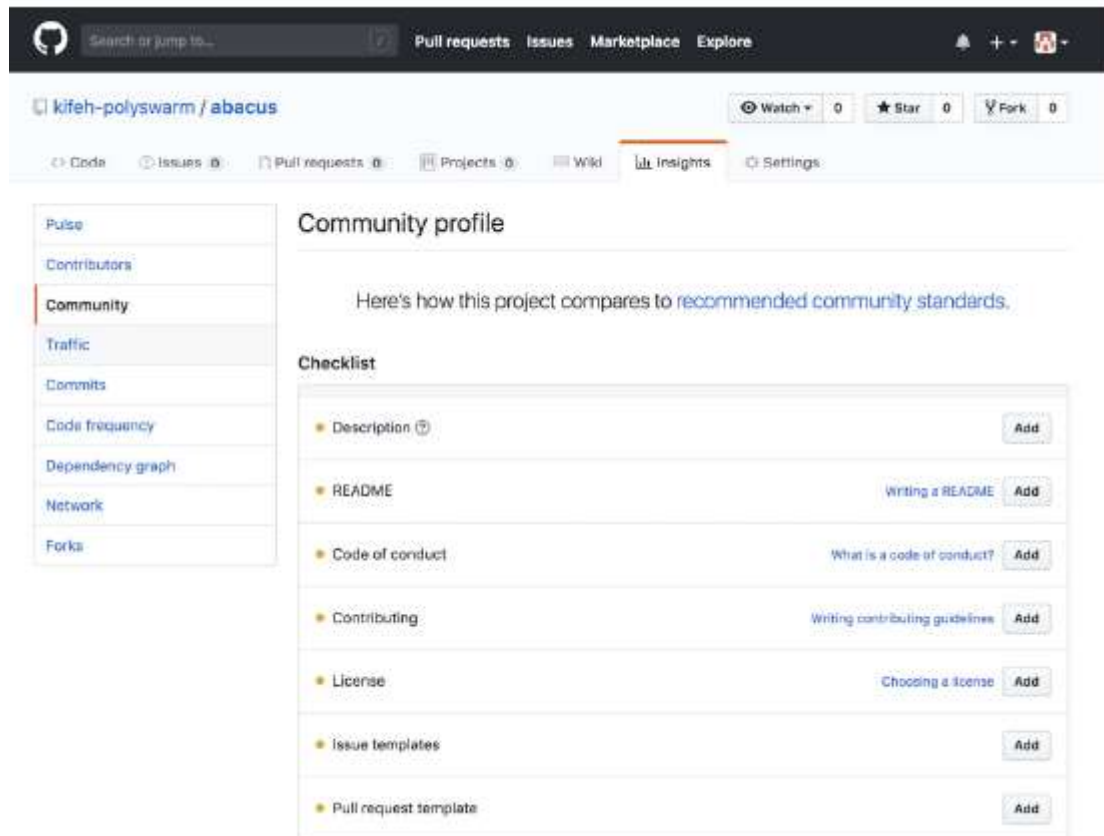 Search or jump to...
/
Pull requests Issues Marketplace Explore
kifeh-polyswarm / abacus
Watch 0 Star 0 Fork 0
Code Issues 0 Pull requests 0 Projects 0 Wiki Insights Settings
Pulse
Contributors
Community
Traffic
Commits
Code frequency
Dependency graph
Network
Forks
Community profile
Here's how this project compares to recommended community standards.
Checklist
Description Add
README Writing a README Add
Code of conduct What is a code of conduct? Add
Contributing Writing contributing guidelines Add
License Choosing a license Add
Issue templates Add
Pull request template Add